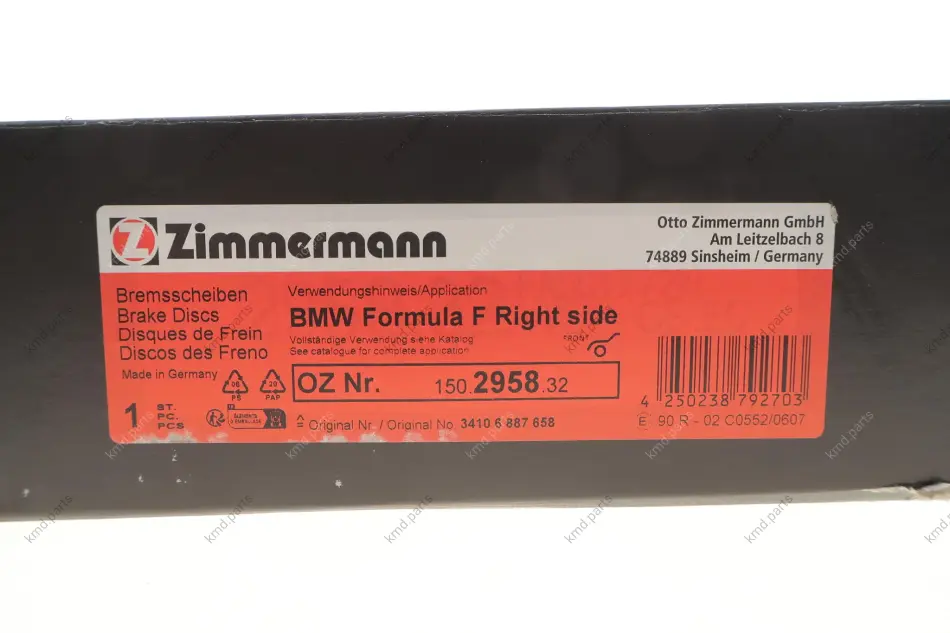 Zimmermann
Otto Zimmermann GmbH
Am Leitzelbach 8
74889 Sinsheim / Germany
Bremsscheiben
Brake Discs
Disques de Frein
Discos des Freno
Made in Germany
1 ST.
PC.
PCS
Verwendungshinweis/Application
BMW Formula F Right side
Vollständige Verwendung siehe Katalog
See catalogue for complete application
FRONT
OZ Nr. 150.2958.32
PAP
Original Nr. / Original No. 3410 6 887 658
4 250238 792703
E 90 R - 02 C0552/0607
kmd.parts